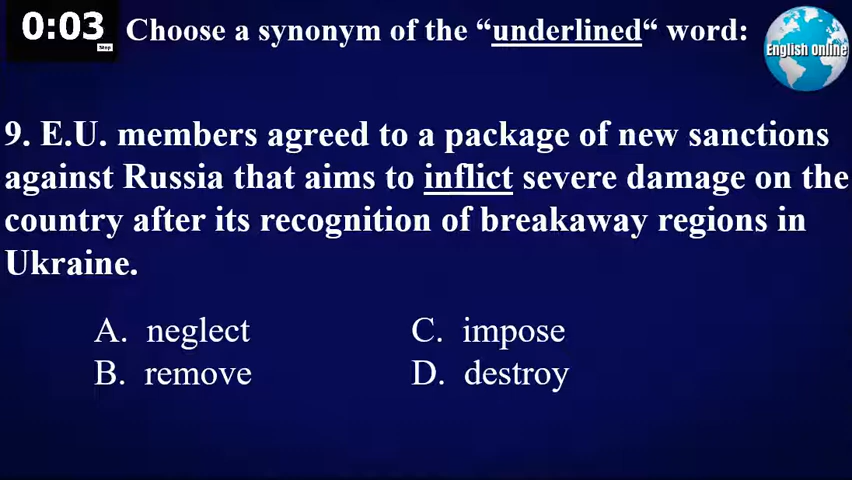 0:03
Stop
Choose a synonym of the “underlined“ word:
English Online
9. E.U. members agreed to a package of new sanctions
against Russia that aims to inflict severe damage on the
country after its recognition of breakaway regions in
Ukraine.
A. neglect
C. impose
B. remove
D. destroy